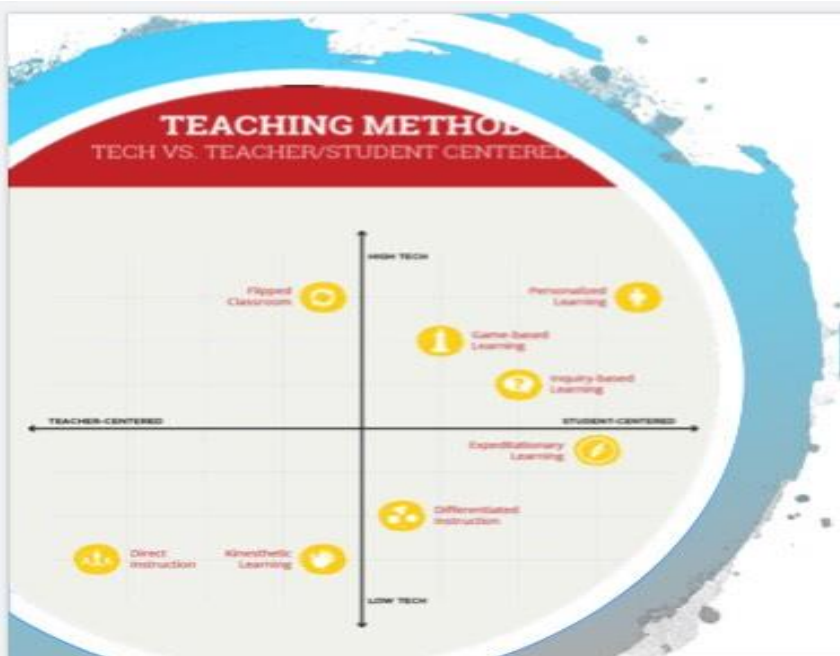 TEACHING METHOD
TECH VS. TEACHER/STUDENT CENTERED
HIGH TECH
Flipped
Classroom
Personalized
Learning
Game-based
Learning
?
Inquiry-based
Learning
TEACHER-CENTERED
STUDENT-CENTERED
Expeditationary
Learning
Differentiated
Instruction
Direct
Instruction
Kinesthetic
Learning
LOW TECH